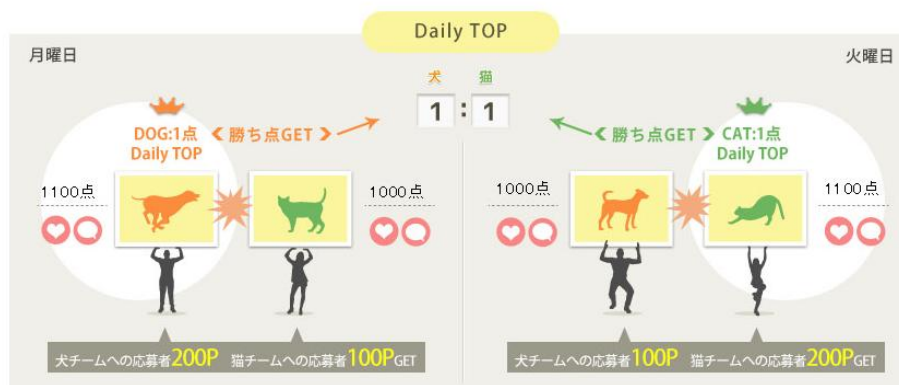 Daily TOP
月曜日
火曜日
犬 猫
1 : 1
DOG:1点
Daily TOP
勝ち点GET
勝ち点GET
CAT:1点
Daily TOP
1100点
1000点
1000点
1100点
犬チームへの応募者200P 猫チームへの応募者100PGET
犬チームへの応募者100P 猫チームへの応募者200PGET